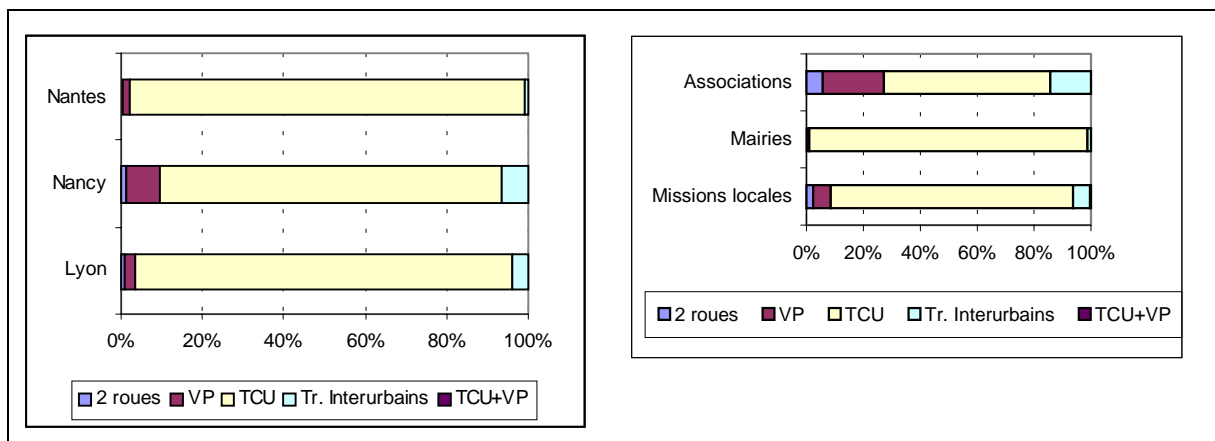 Nantes
Nancy
Lyon
0% 20% 40% 60% 80% 100%
2 roues VP TCU Tr. Interurbains TCU+VP
Associations
Mairies
Missions locales
0% 20% 40% 60% 80% 100%
2 roues VP TCU Tr. Interurbains TCU+VP